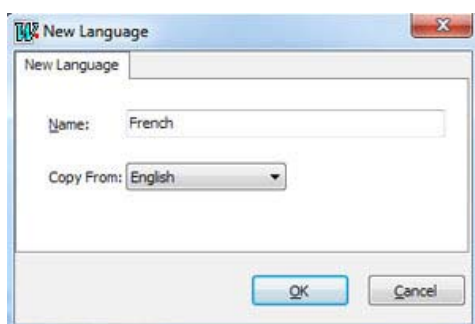 New Language
New Language
Name: French
Copy From: English
OK Cancel